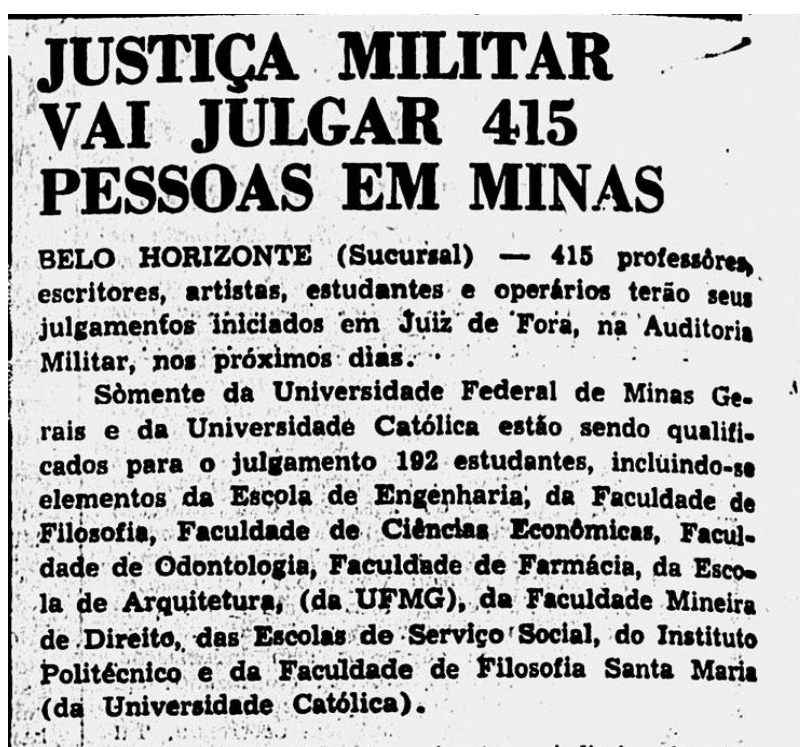 JUSTIÇA MILITAR
VAI JULGAR 415
PESSOAS EM MINAS
BELO HORIZONTE (Sucursal) — 415 professôres,
escritores, artistas, estudantes e operários terão seus
julgamentos iniciados em Juiz de Fora, na Auditoria
Militar, nos próximos dias.
Sòmente da Universidade Federal de Minas Ge-
rais e da Universidade Católica estão sendo qualifi-
cados para o julgamento 192 estudantes, incluindo-se
elementos da Escola de Engenharia, da Faculdade de
Filosofia, Faculdade de Ciências Econômicas, Facul-
dade de Odontologia, Faculdade de Farmácia, da Esco-
la de Arquitetura, (da UFMG), da Faculdade Mineira
de Direito, das Escolas de Serviço Social, do Instituto
Politécnico e da Faculdade de Filosofia Santa Maria
(da Universidade Católica).